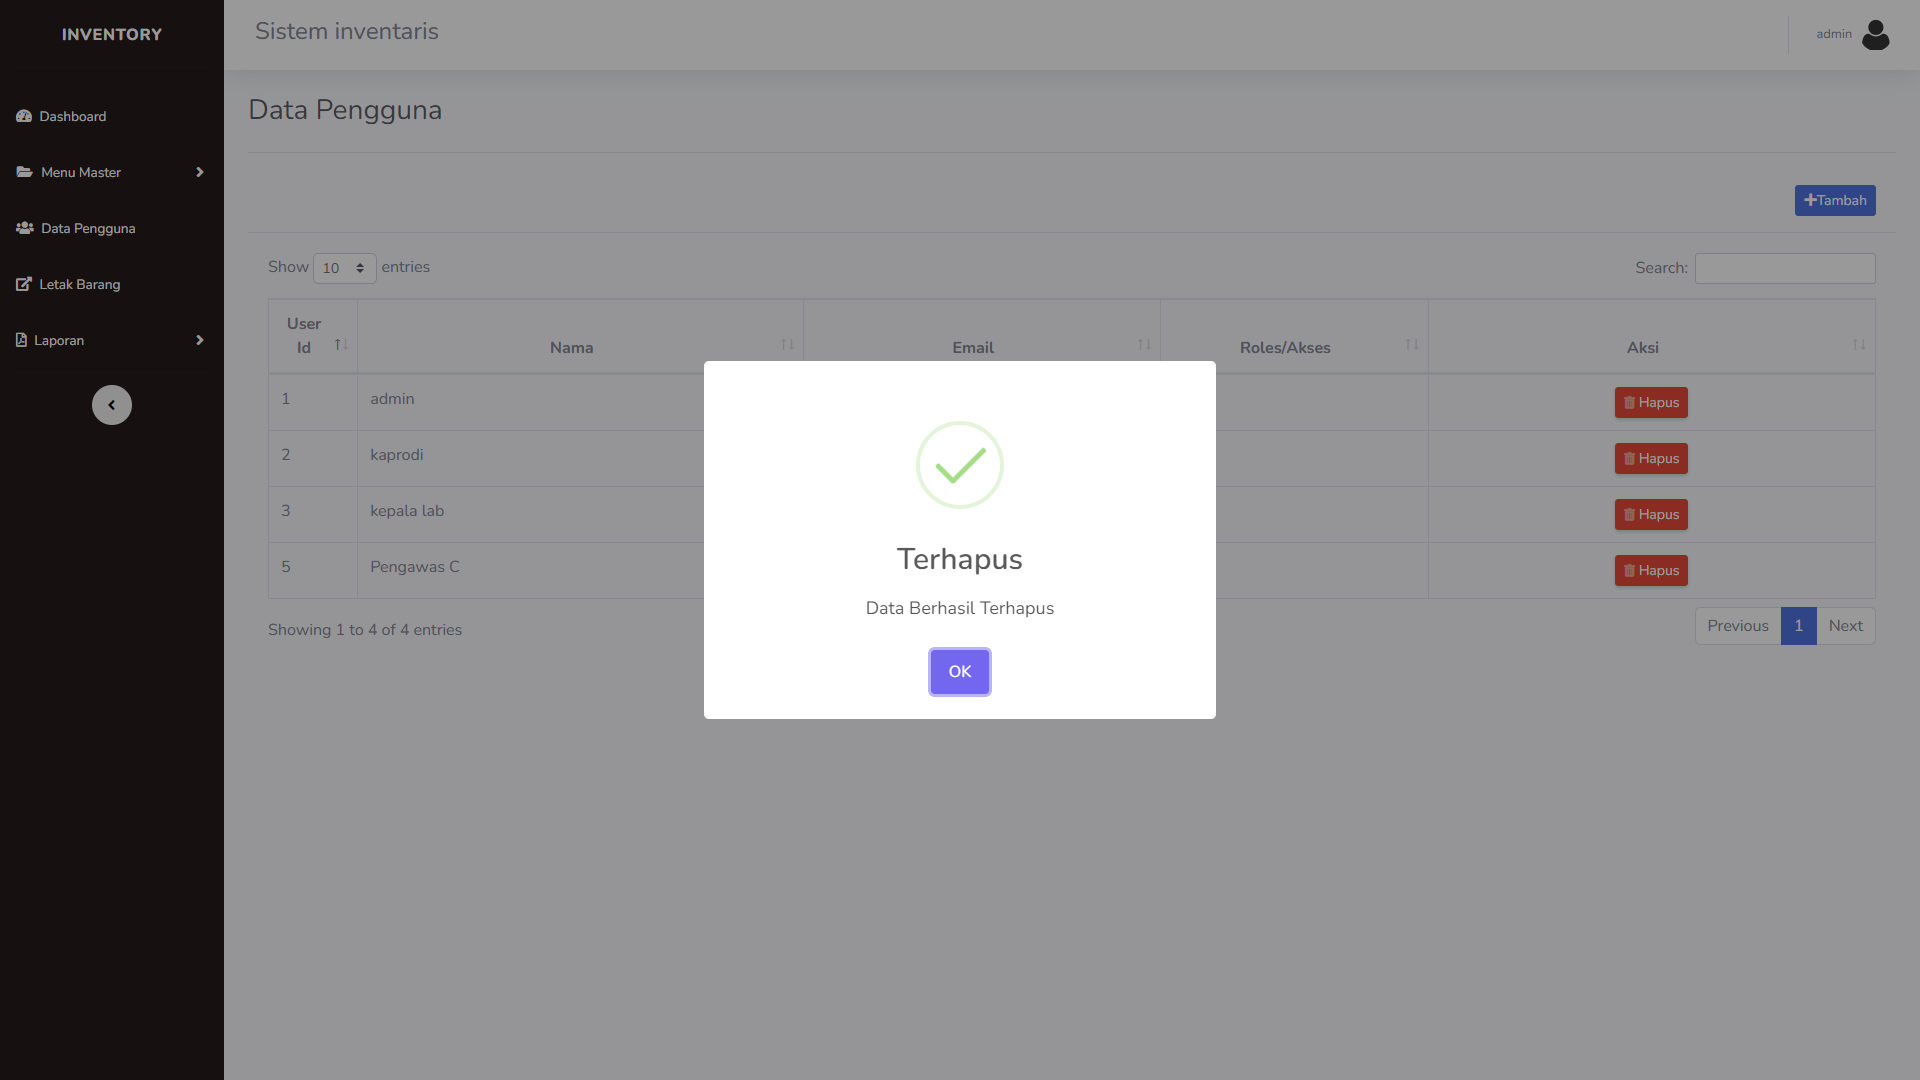 INVENTORY
Sistem inventaris
admin
Dashboard
Menu Master
Data Pengguna
Letak Barang
Laporan
Data Pengguna
Tambah
Show 10 entries
Search:
User Id
Nama
Email
Roles/Akses
Aksi
1 admin Hapus
2 kaprodi Hapus
3 kepala lab Hapus
5 Pengawas C Hapus
Showing 1 to 4 of 4 entries
Previous 1 Next
Terhapus
Data Berhasil Terhapus
OK